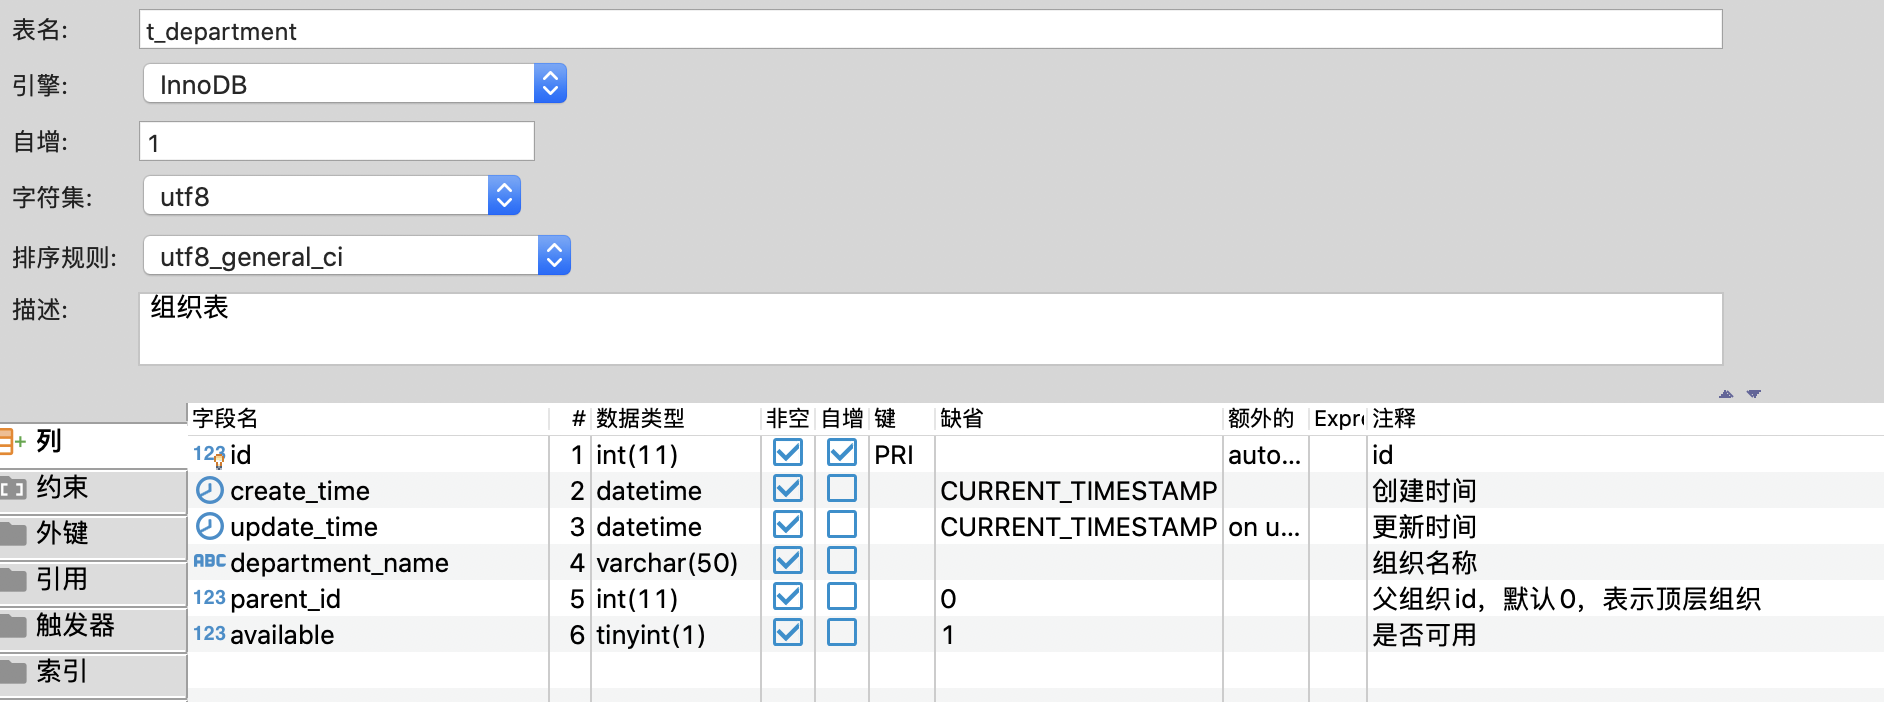 表名: t_department
引擎: InnoDB
自增: 1
字符集: utf8
排序规则: utf8_general_ci
描述: 组织表
列
约束
外键
引用
触发器
索引
字段名 # 数据类型 非空 自增 键 缺省 额外的 Expr 注释
123 id 1 int(11) PRI auto... id
create_time 2 datetime CURRENT_TIMESTAMP 创建时间
update_time 3 datetime CURRENT_TIMESTAMP on u... 更新时间
ABC department_name 4 varchar(50) 组织名称
123 parent_id 5 int(11) 0 父组织id，默认0，表示顶层组织
123 available 6 tinyint(1) 1 是否可用